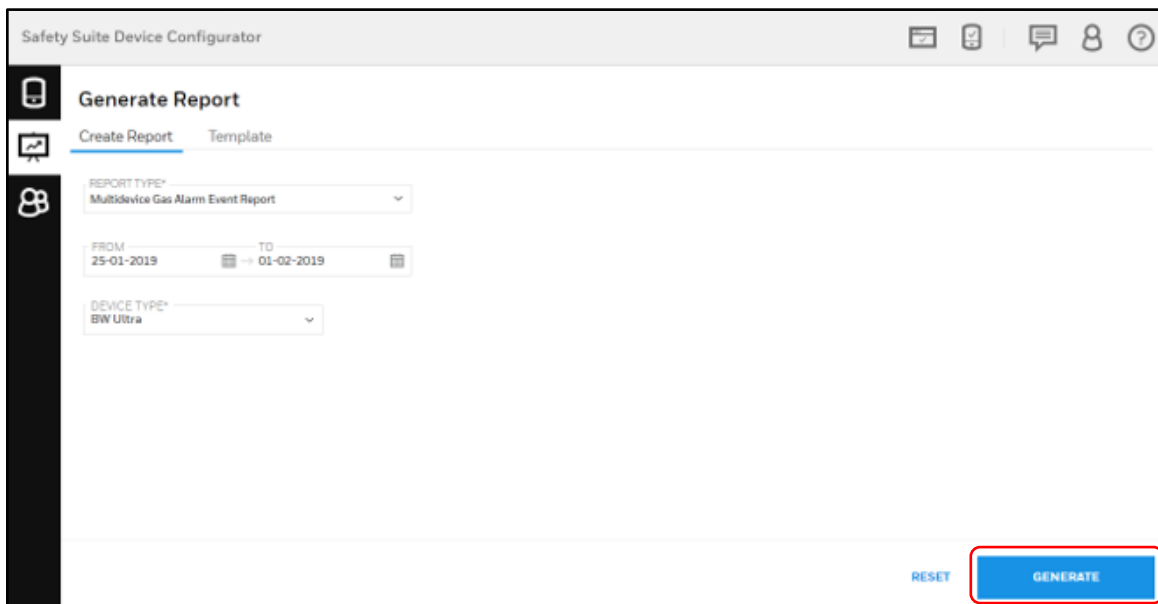 Safety Suite Device Configurator
Generate Report
Create Report Template
REPORT TYPE*
Multidevice Gas Alarm Event Report
FROM TO
25-01-2019 → 01-02-2019
DEVICE TYPE*
BW Ultra
RESET GENERATE